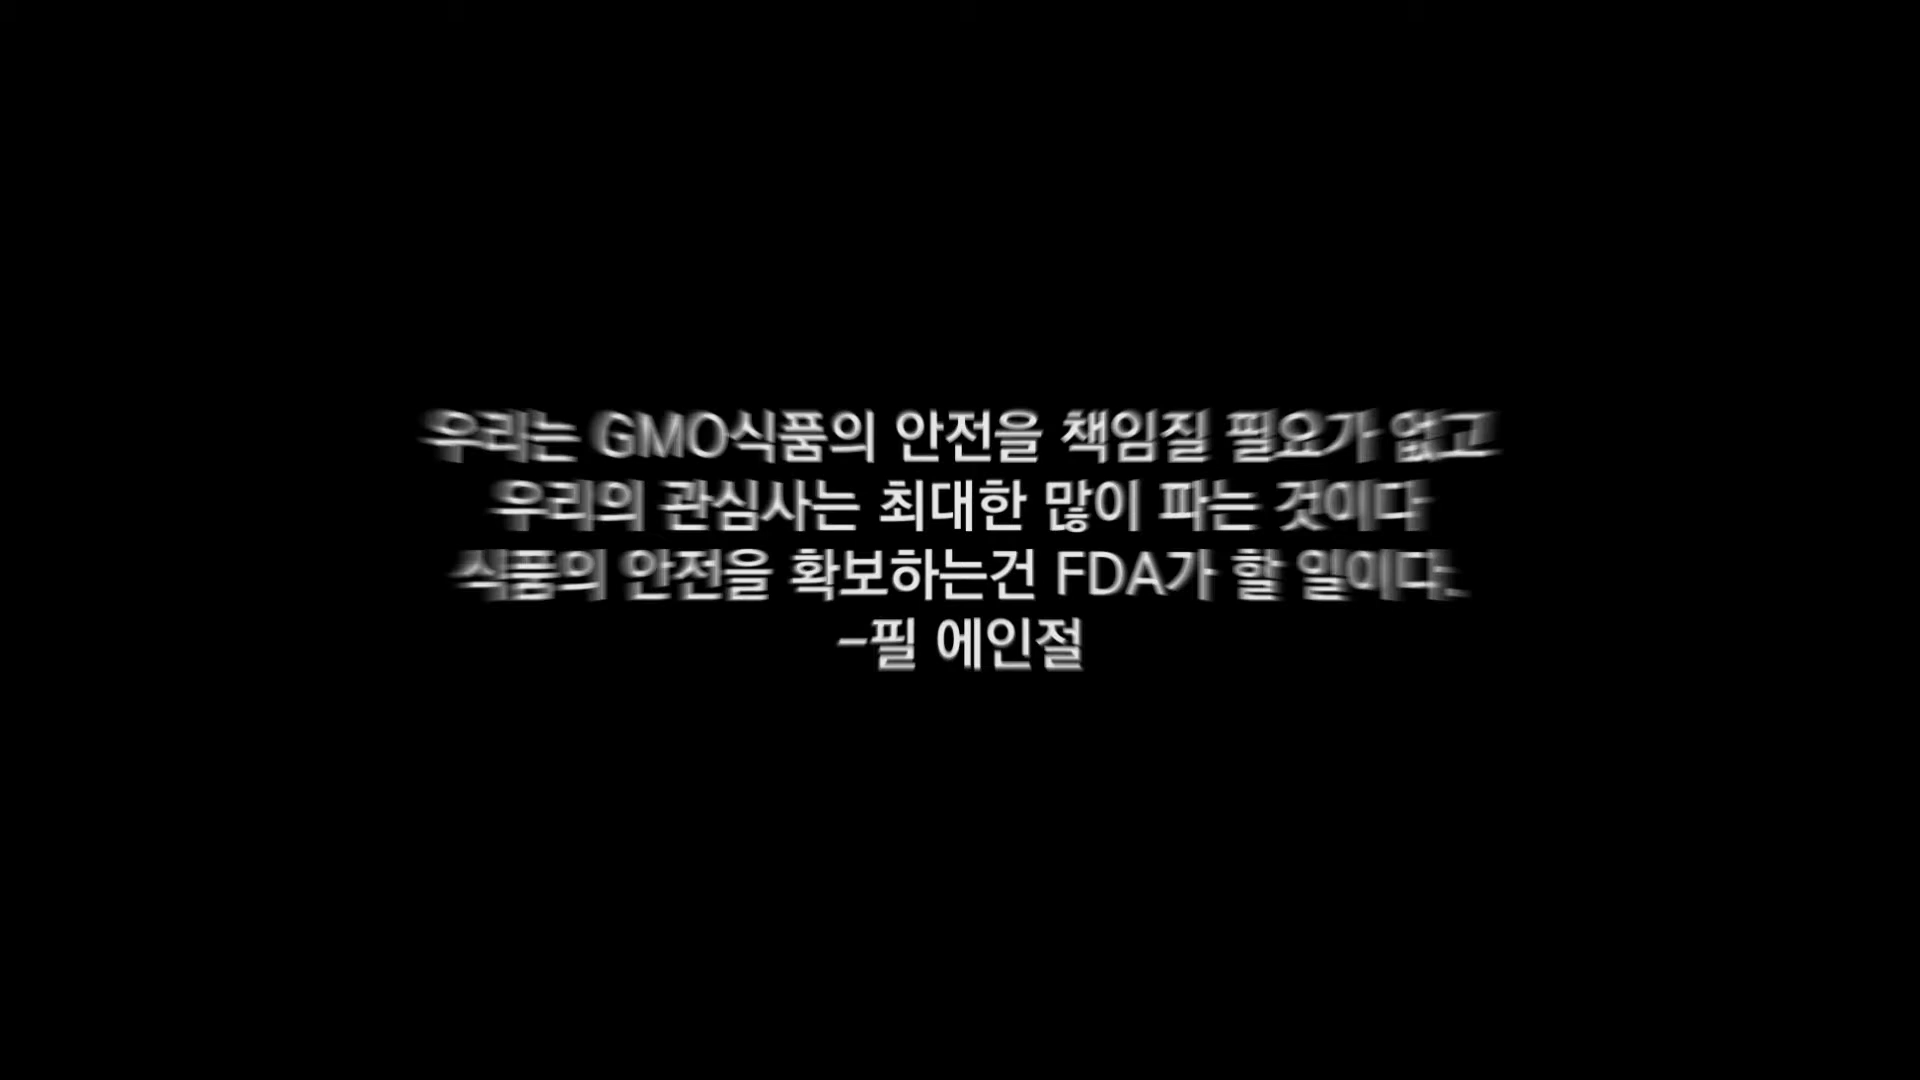 우리는 GMO식품의 안전을 책임질 필요가 없고
우리의 관심사는 최대한 많이 파는 것이다
식품의 안전을 확보하는건 FDA가 할 일이다.
-필 에인절